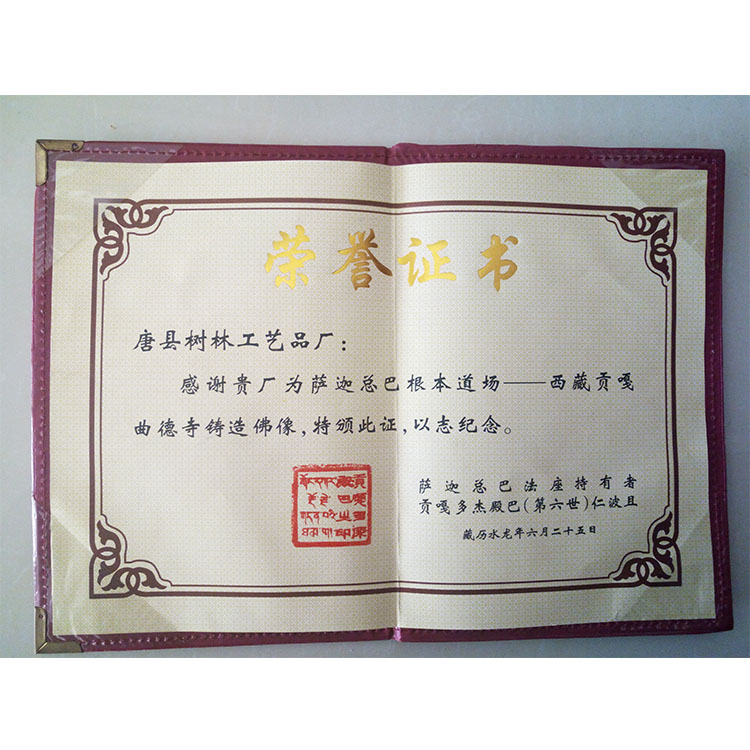 荣誉证书
唐县树林工艺品厂：
感谢贵厂为萨迦总巴根本道场——西藏贡嘎
曲德寺铸造佛像，特颁此证，以志纪念。
萨迦总巴法座持有者
贡嘎多杰殿巴（第六世）仁波且
藏历水龙年六月二十五日